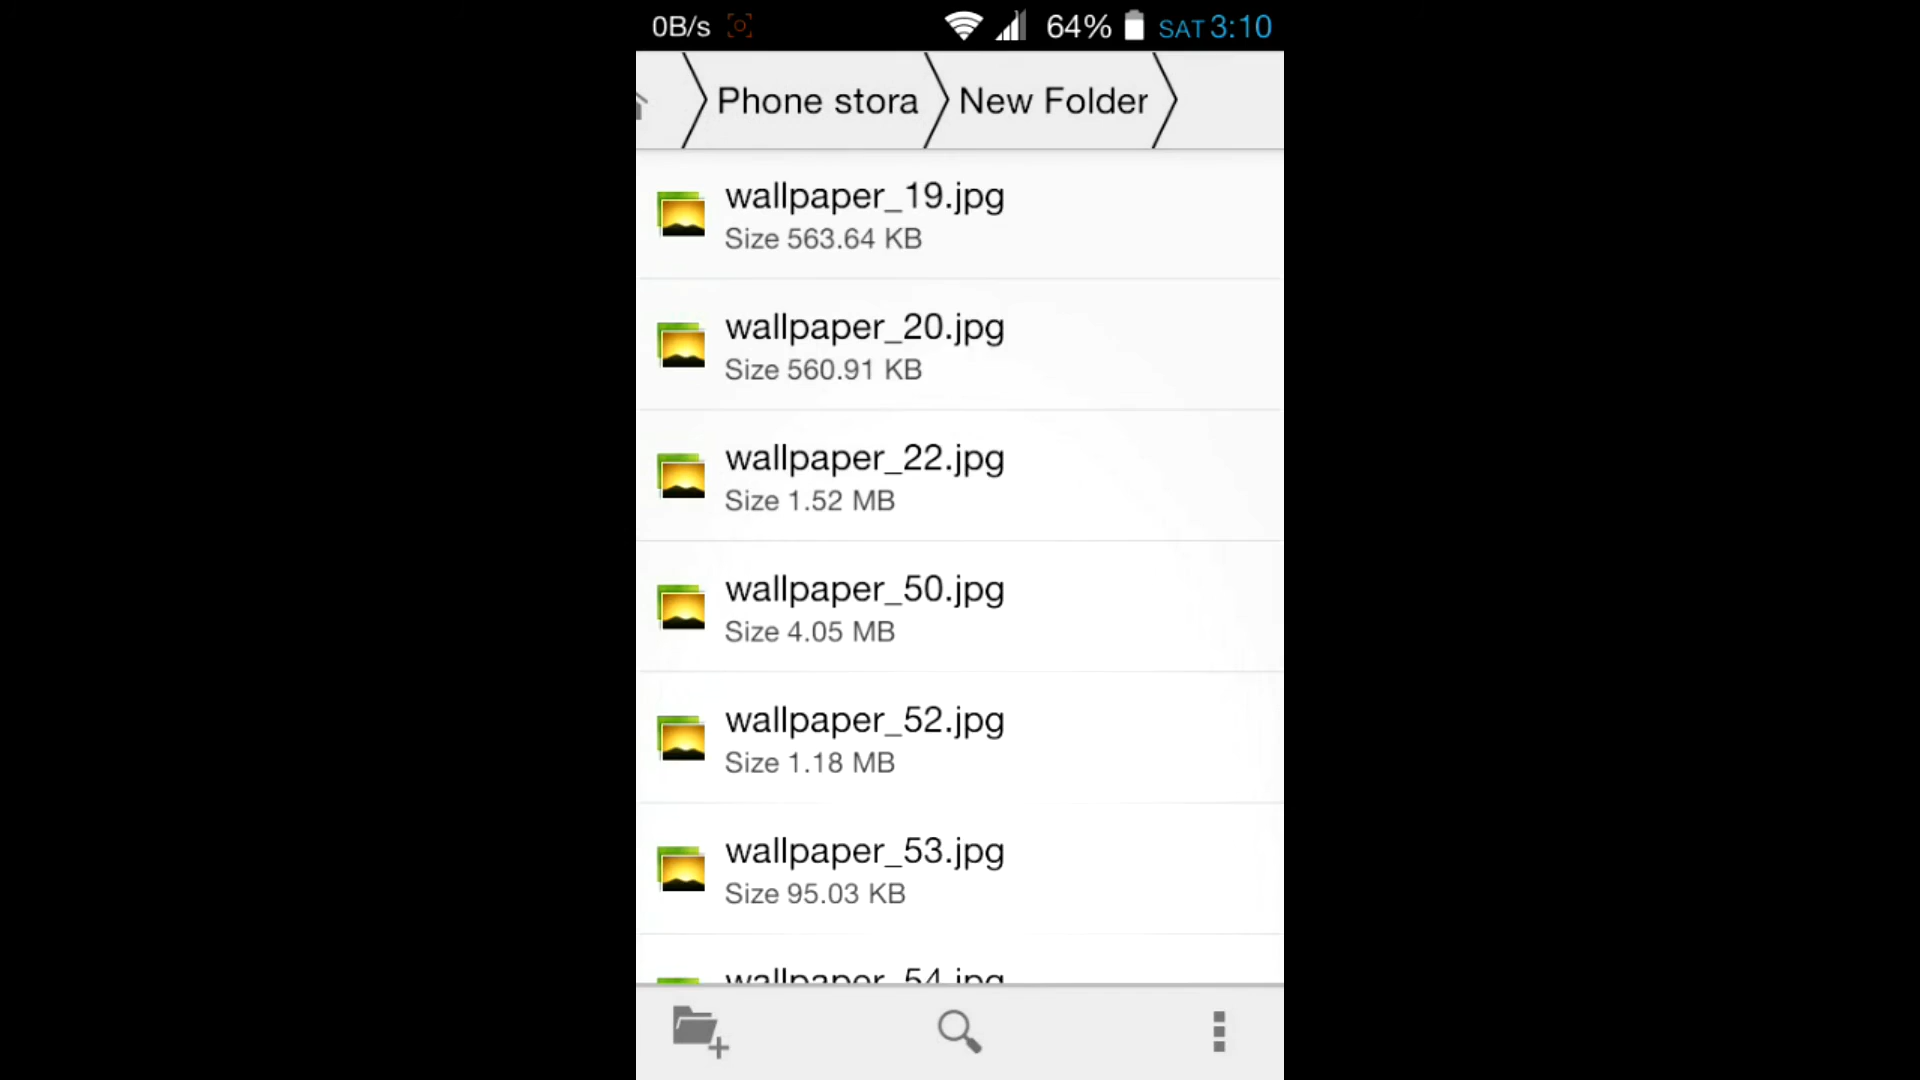 0B/s 64% SAT 3:10
Phone stora New Folder
wallpaper_19.jpg
Size 563.64 KB
wallpaper_20.jpg
Size 560.91 KB
wallpaper_22.jpg
Size 1.52 MB
wallpaper_50.jpg
Size 4.05 MB
wallpaper_52.jpg
Size 1.18 MB
wallpaper_53.jpg
Size 95.03 KB
wallpaper_54.jpg